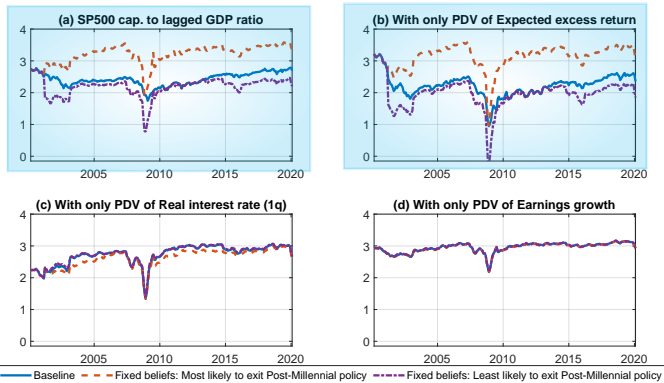 (a) SP500 cap. to lagged GDP ratio
4
3
2
1
0
2005 2010 2015 2020
(b) With only PDV of Expected excess return
4
3
2
1
0
2005 2010 2015 2020
(c) With only PDV of Real interest rate (1q)
4
3
2
1
0
2005 2010 2015 2020
(d) With only PDV of Earnings growth
4
3
2
1
0
2005 2010 2015 2020
Baseline Fixed beliefs: Most likely to exit Post-Millennial policy Fixed beliefs: Least likely to exit Post-Millennial policy